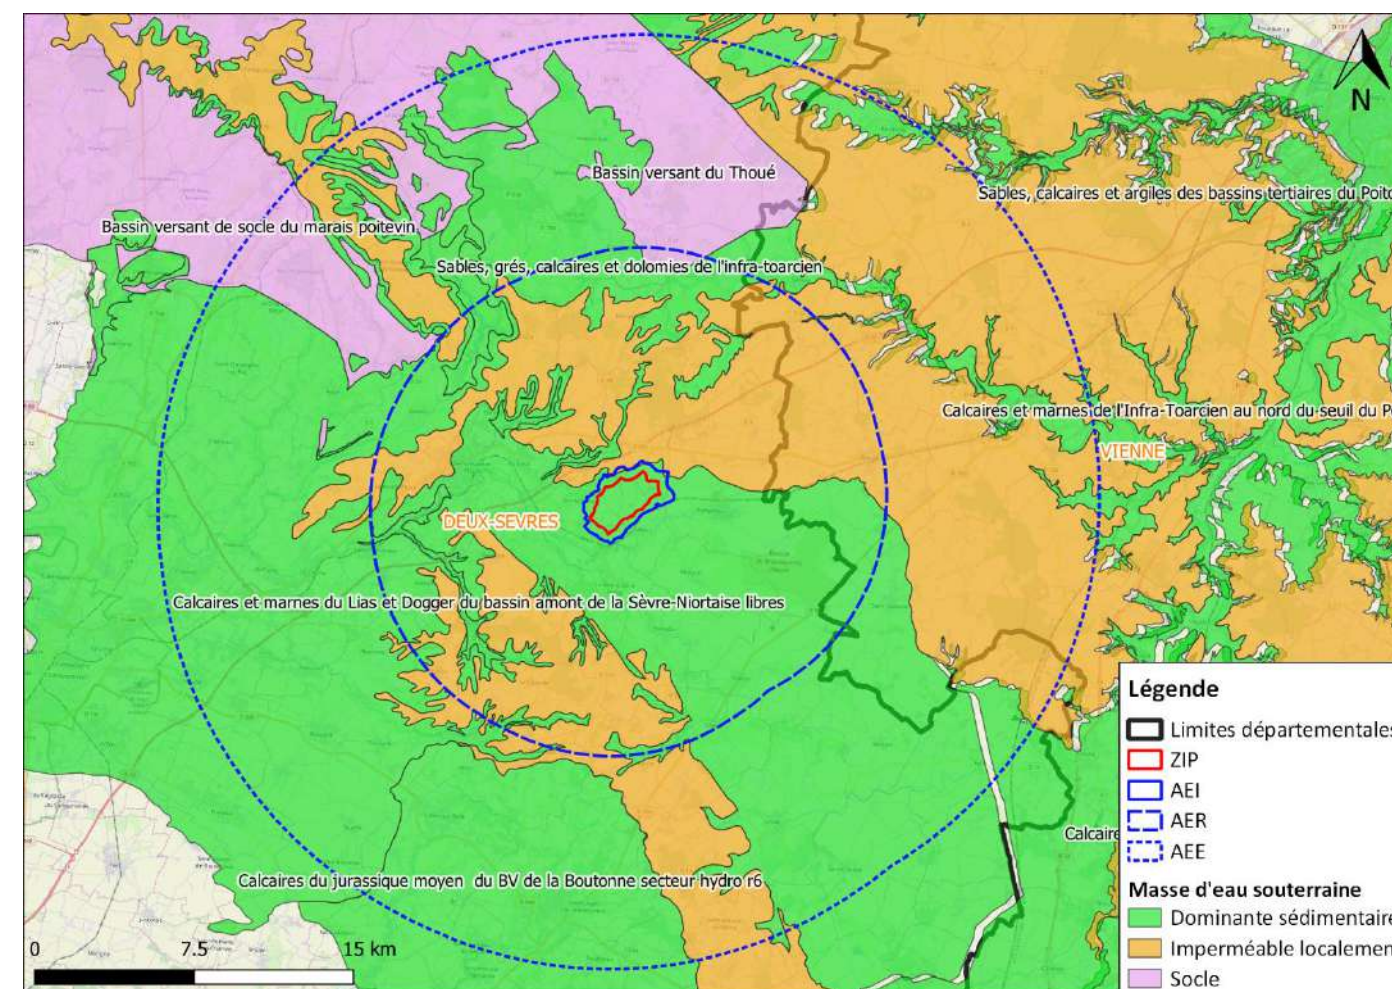 N
Bassin versant du Thoué
Sables, calcaires et argiles des bassins tertiaires du Poito
Bassin versant de socle du marais poitevin
Sables, grés, calcaires et dolomies de l'infra-toarcien
Calcaires et marnes de l'Infra-Toarcien au nord du seuil du P
VIENNE
DEUX-SEVRES
Calcaires et marnes du Lias et Dogger du bassin amont de la Sèvre-Niortaise libres
Calcaire
Calcaires du jurassique moyen du BV de la Boutonne secteur hydro r6
0 7.5 15 km
Légende
Limites départementales
ZIP
AEI
AER
AEE
Masse d'eau souterraine
Dominante sédimentaire
Imperméable localemen
Socle